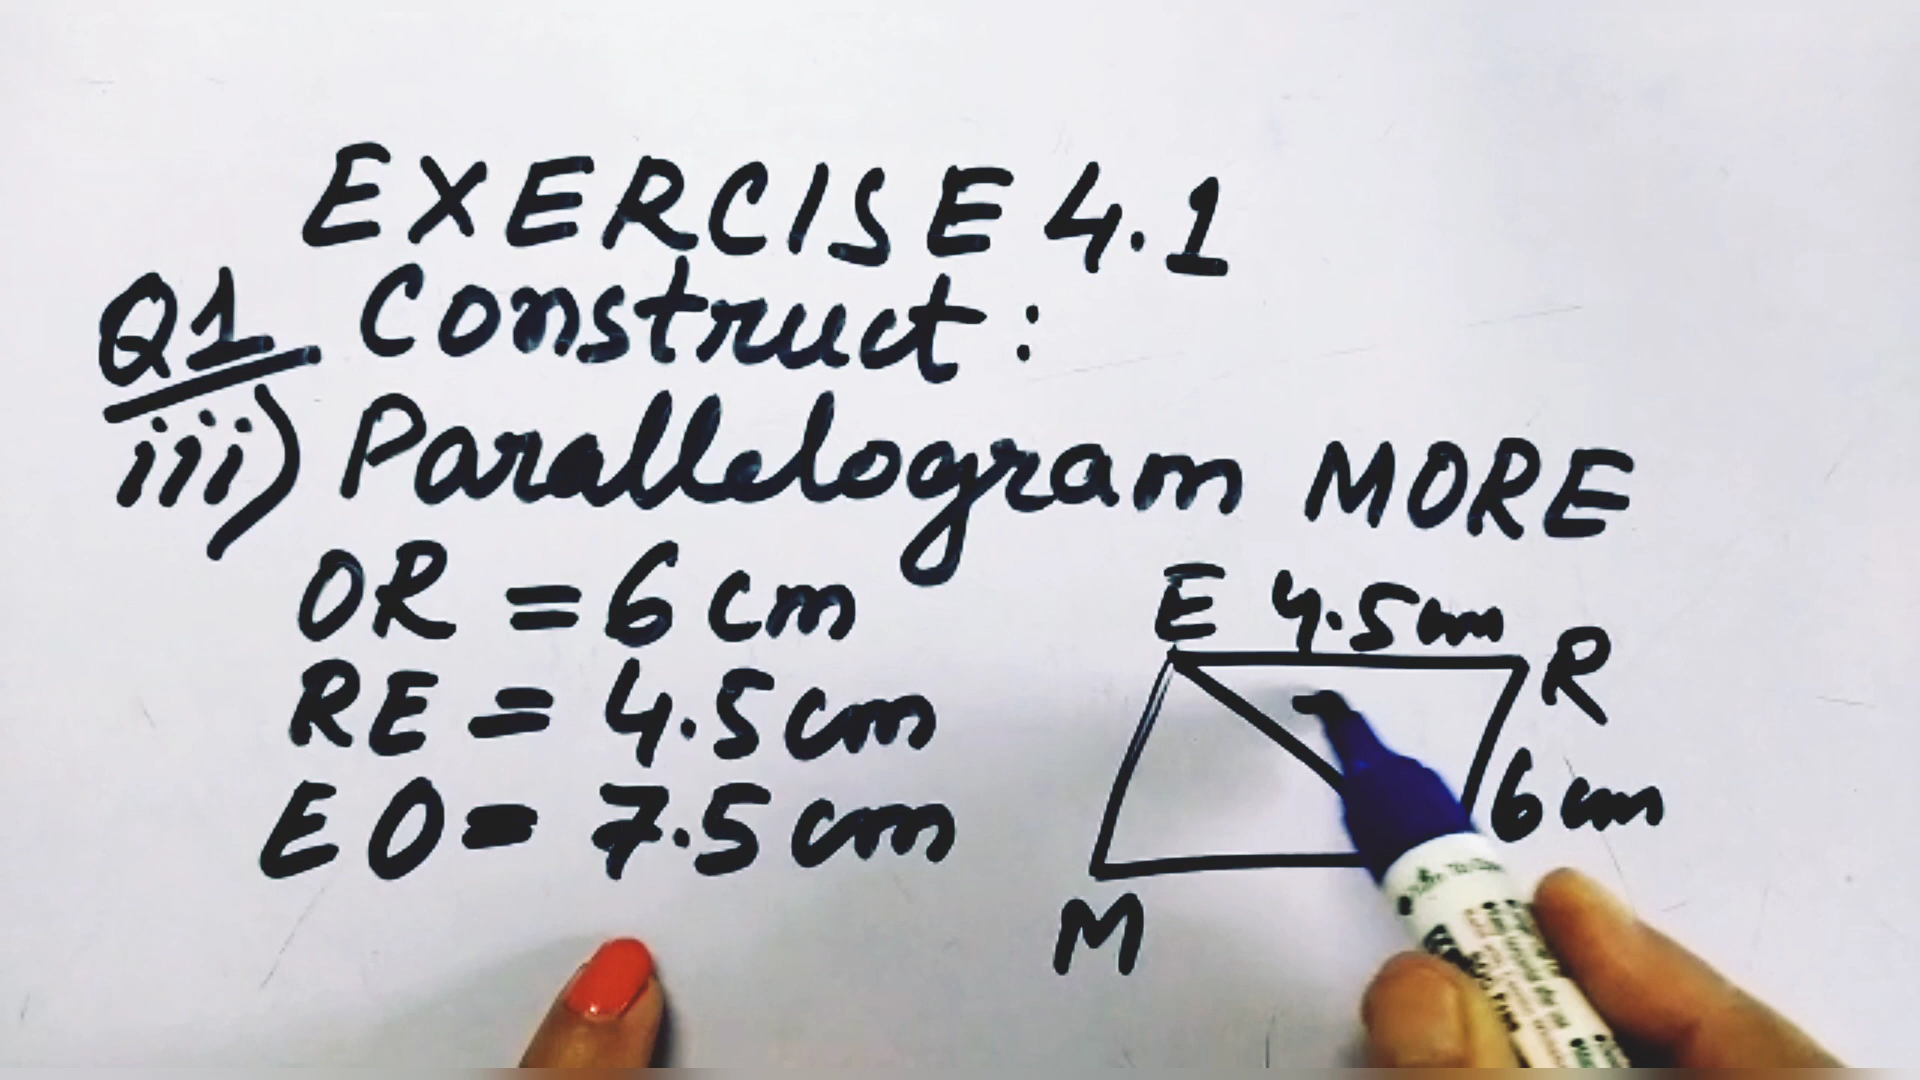 EXERCISE 4.1
Q1. Construct :
iii) Parallelogram MORE
OR = 6 cm
RE = 4.5 cm
EO = 7.5 cm
E 4.5 cm R
6 cm
M